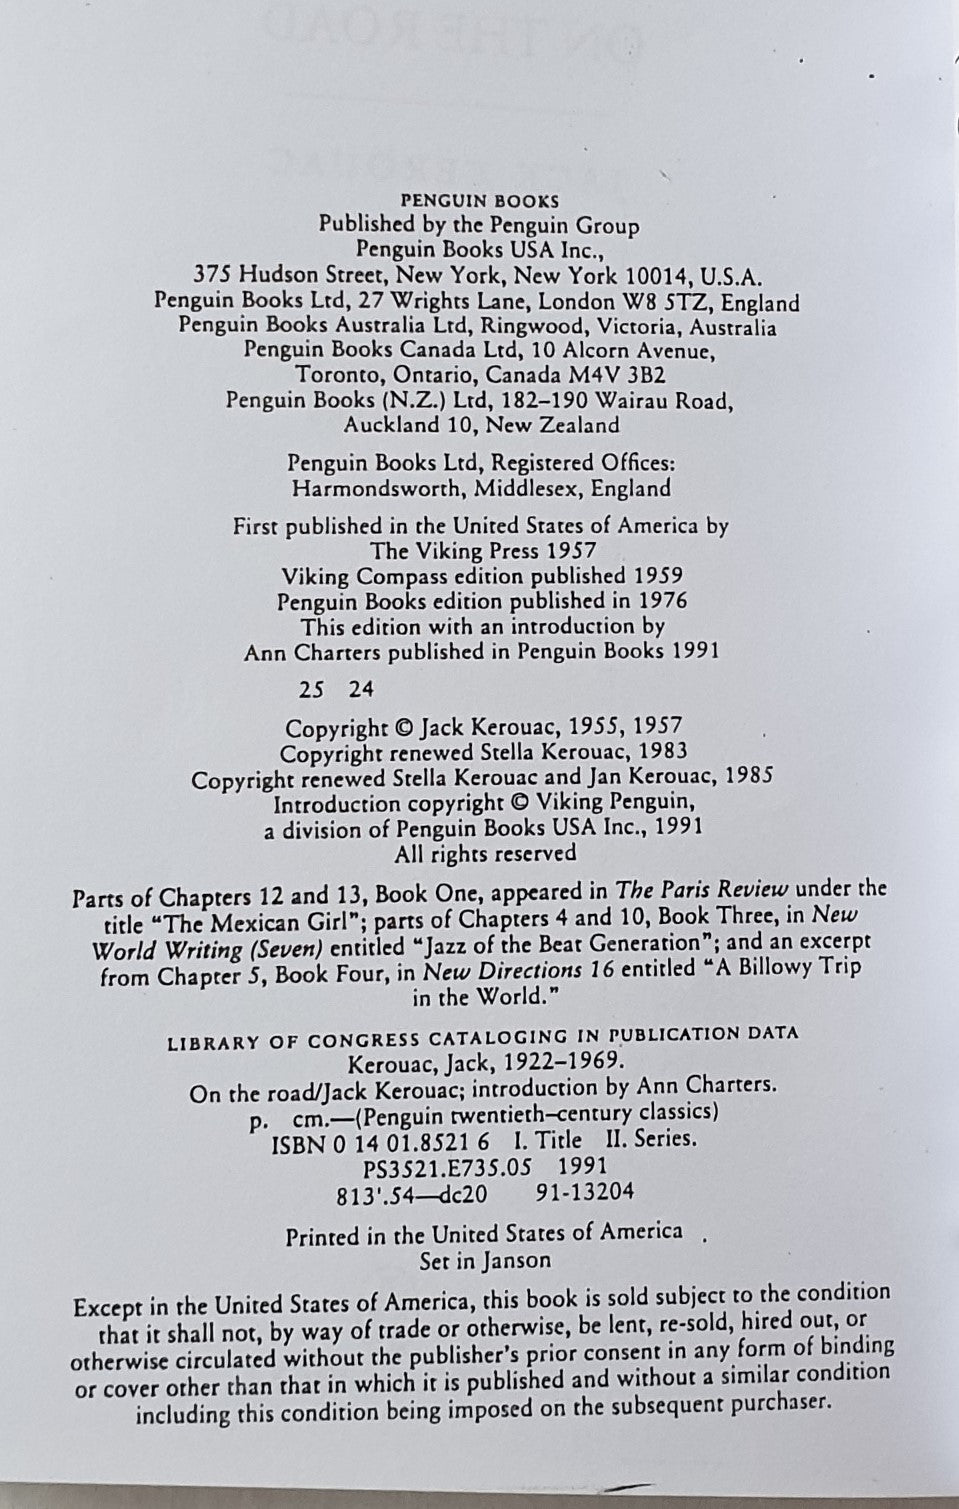 PENGUIN BOOKS
Published by the Penguin Group
Penguin Books USA Inc.,
375 Hudson Street, New York, New York 10014, U.S.A.
Penguin Books Ltd, 27 Wrights Lane, London W8 5TZ, England
Penguin Books Australia Ltd, Ringwood, Victoria, Australia
Penguin Books Canada Ltd, 10 Alcorn Avenue,
Toronto, Ontario, Canada M4V 3B2
Penguin Books (N.Z.) Ltd, 182–190 Wairau Road,
Auckland 10, New Zealand
Penguin Books Ltd, Registered Offices:
Harmondsworth, Middlesex, England
First published in the United States of America by
The Viking Press 1957
Viking Compass edition published 1959
Penguin Books edition published in 1976
This edition with an introduction by
Ann Charters published in Penguin Books 1991
25 24
Copyright © Jack Kerouac, 1955, 1957
Copyright renewed Stella Kerouac, 1983
Copyright renewed Stella Kerouac and Jan Kerouac, 1985
Introduction copyright © Viking Penguin,
a division of Penguin Books USA Inc., 1991
All rights reserved
Parts of Chapters 12 and 13, Book One, appeared in The Paris Review under the
title “The Mexican Girl”; parts of Chapters 4 and 10, Book Three, in New
World Writing (Seven) entitled “Jazz of the Beat Generation”; and an excerpt
from Chapter 5, Book Four, in New Directions 16 entitled “A Billowy Trip
in the World.”
LIBRARY OF CONGRESS CATALOGING IN PUBLICATION DATA
Kerouac, Jack, 1922–1969.
On the road/Jack Kerouac; introduction by Ann Charters.
p. cm.—(Penguin twentieth-century classics)
ISBN 0 14 01.8521 6 I. Title II. Series.
PS3521.E735.05 1991
813'.54—dc20 91-13204
Printed in the United States of America
Set in Janson
Except in the United States of America, this book is sold subject to the condition
that it shall not, by way of trade or otherwise, be lent, re-sold, hired out, or
otherwise circulated without the publisher's prior consent in any form of binding
or cover other than that in which it is published and without a similar condition
including this condition being imposed on the subsequent purchaser.